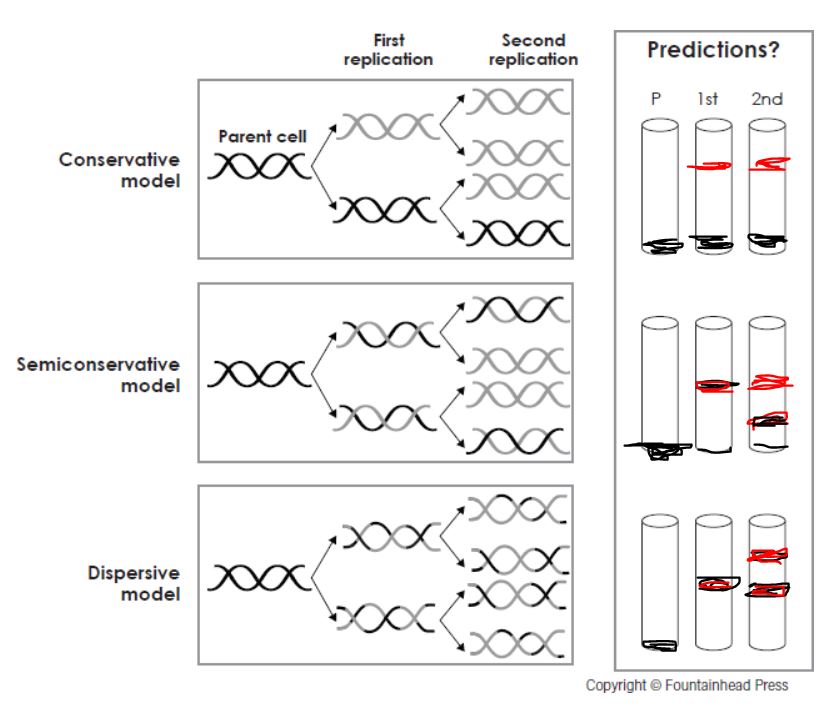 First
replication
Second
replication
Predictions?
P 1st 2nd
Conservative
model
Parent cell
Semiconservative
model
Dispersive
model
Copyright © Fountainhead Press